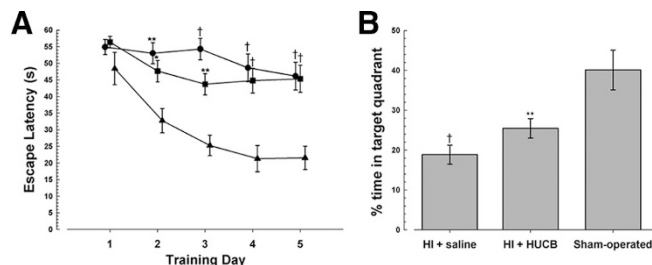 A
Escape Latency (s)
60
55
50
45
40
35
30
25
20
15
10
5
0
** † † †
* ** † †
1 2 3 4 5
Training Day
B
% time in target quadrant
50
40
30
20
10
0
†
**
HI + saline HI + HUCB Sham-operated